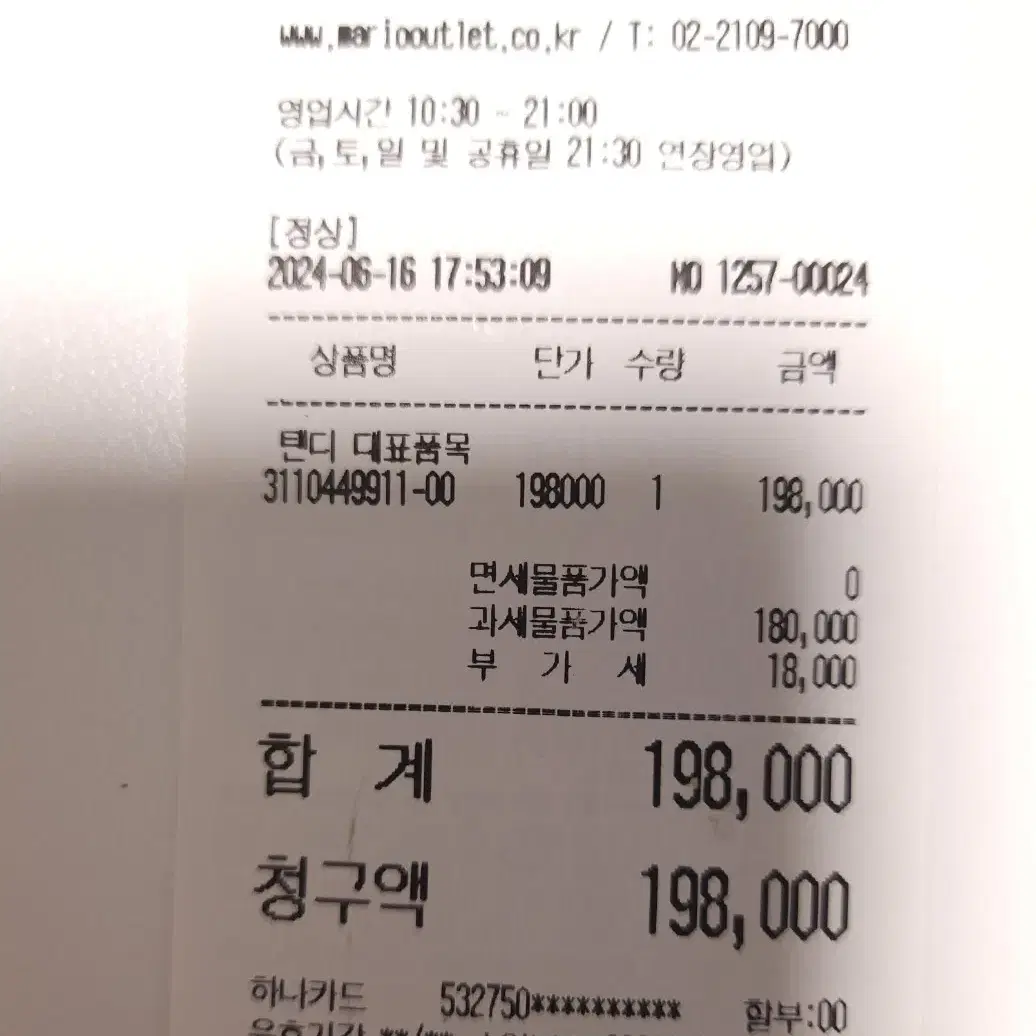 www.mariooutlet.co.kr / T: 02-2109-7000
영업시간 10:30 ~ 21:00
(금,토,일 및 공휴일 21:30 연장영업)
[정상]
2024-06-16 17:53:09 MO 1257-00024
상품명 단가 수량 금액
탠디 대표품목
3110449911-00 198000 1 198,000
면세물품가액 0
과세물품가액 180,000
부 가 세 18,000
합 계 198,000
청구액 198,000
하나카드 532750********** 할부:00